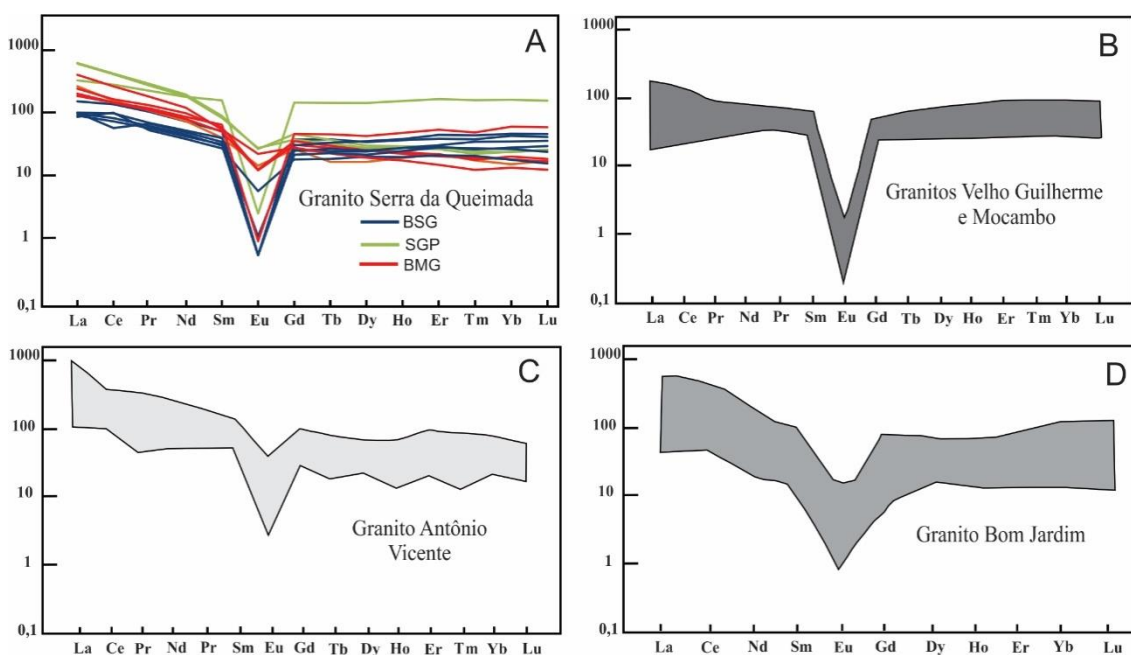 A
1000
100
10
1
0,1
Granito Serra da Queimada
BSG
SGP
BMG
La Ce Pr Nd Sm Eu Gd Tb Dy Ho Er Tm Yb Lu
B
1000
100
10
1
0,1
Granitos Velho Guilherme
e Mocambo
La Ce Pr Nd Pr Sm Eu Gd Tb Dy Ho Er Tm Yb Lu
C
1000
100
10
1
0,1
Granito Antônio
Vicente
La Ce Pr Nd Pr Sm Eu Gd Tb Dy Ho Er Tm Yb Lu
D
1000
100
10
1
0,1
Granito Bom Jardim
La Ce Nd Sm Eu Gd Dy Ho Er Yb Lu